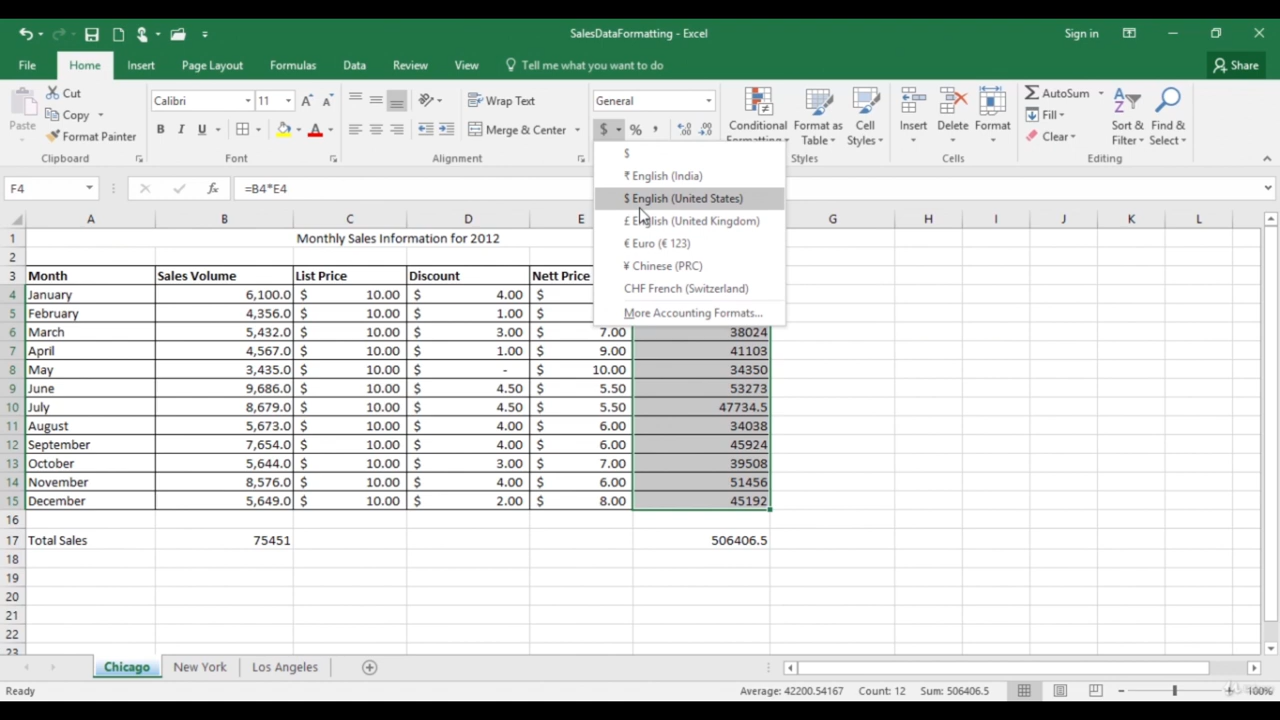 SalesDataFormatting - Excel
Sign in
File Home Insert Page Layout Formulas Data Review View Tell me what you want to do Share
Paste
Cut
Copy
Format Painter
Clipboard
Calibri 11
B I U
Font
Wrap Text
Merge & Center
Alignment
General
$ % ,
Conditional
Formatting
Format as
Table
Cell
Styles
Styles
Insert
Delete
Format
Cells
AutoSum
Fill
Clear
Sort &
Filter
Find &
Select
Editing
$
₹ English (India)
$ English (United States)
£ English (United Kingdom)
€ Euro (€ 123)
¥ Chinese (PRC)
CHF French (Switzerland)
More Accounting Formats...
F4 fx =B4*E4
A B C D E G H I J K L
1 Monthly Sales Information for 2012
2
3 Month Sales Volume List Price Discount Nett Price
4 January 6,100.0 $ 10.00 $ 4.00 $
5 February 4,356.0 $ 10.00 $ 1.00 $
6 March 5,432.0 $ 10.00 $ 3.00 $ 7.00 38024
7 April 4,567.0 $ 10.00 $ 1.00 $ 9.00 41103
8 May 3,435.0 $ 10.00 $ - $ 10.00 34350
9 June 9,686.0 $ 10.00 $ 4.50 $ 5.50 53273
10 July 8,679.0 $ 10.00 $ 4.50 $ 5.50 47734.5
11 August 5,673.0 $ 10.00 $ 4.00 $ 6.00 34038
12 September 7,654.0 $ 10.00 $ 4.00 $ 6.00 45924
13 October 5,644.0 $ 10.00 $ 3.00 $ 7.00 39508
14 November 8,576.0 $ 10.00 $ 4.00 $ 6.00 51456
15 December 5,649.0 $ 10.00 $ 2.00 $ 8.00 45192
16
17 Total Sales 75451 506406.5
18
19
20
21
22
23
Chicago New York Los Angeles
Ready Average: 42200.54167 Count: 12 Sum: 506406.5 100%